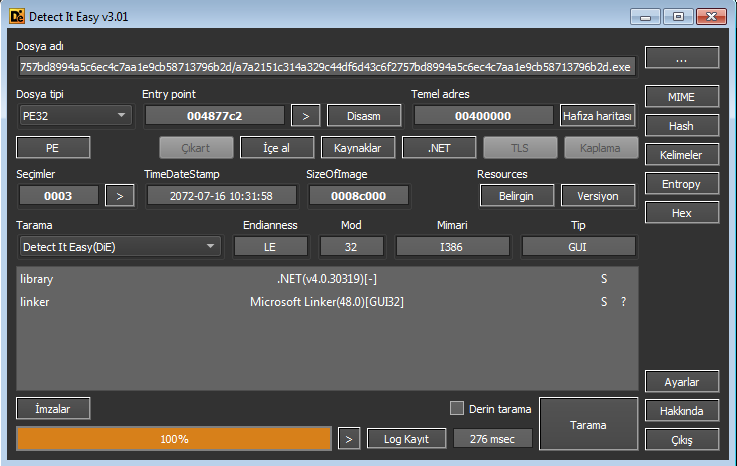 Detect It Easy v3.01
Dosya adı
757bd8994a5c6ec4c7aa1e9cb58713796b2d/a7a2151c314a329c44df6d43c6f2757bd8994a5c6ec4c7aa1e9cb58713796b2d.exe
...
Dosya tipi Entry point Temel adres
PE32 004877c2 > Disasm 00400000 Hafıza haritası
MIME
PE Çıkart İçe al Kaynaklar .NET TLS Kaplama
Hash
Kelimeler
Seçimler TimeDateStamp SizeOfImage Resources
0003 > 2072-07-16 10:31:58 0008c000 Belirgin Versiyon
Entropy
Hex
Tarama Endianness Mod Mimari Tip
Detect It Easy(DiE) LE 32 I386 GUI
library .NET(v4.0.30319)[-] S
linker Microsoft Linker(48.0)[GUI32] S ?
Ayarlar
İmzalar Derin tarama Tarama
Hakkında
100% > Log Kayıt 276 msec
Çıkış